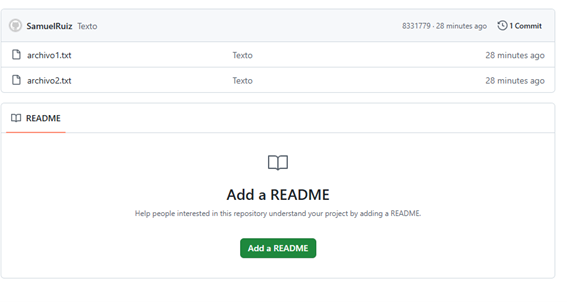 SamuelRuiz Texto 8331779 · 28 minutes ago 1 Commit
archivo1.txt Texto 28 minutes ago
archivo2.txt Texto 28 minutes ago
README
Add a README
Help people interested in this repository understand your project by adding a README.
Add a README